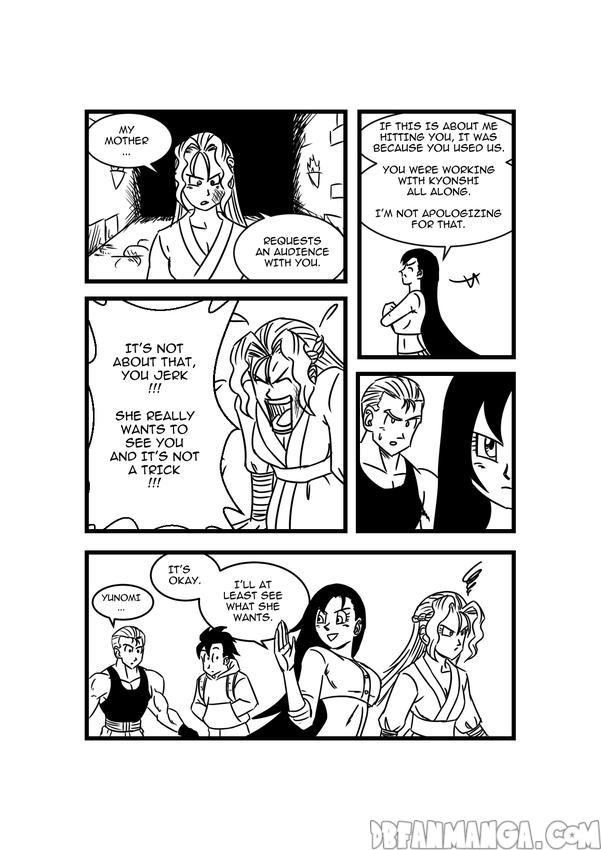 MY
MOTHER
...
REQUESTS
AN AUDIENCE
WITH YOU.
IF THIS IS ABOUT ME
HITTING YOU, IT WAS
BECAUSE YOU USED US.
YOU WERE WORKING
WITH KYONSHI
ALL ALONG.
I'M NOT APOLOGIZING
FOR THAT.
IT'S NOT
ABOUT THAT,
YOU JERK
!!!
SHE REALLY
WANTS TO
SEE YOU
AND IT'S NOT
A TRICK
!!!
YUNOMI
...
IT'S
OKAY.
I'LL AT
LEAST SEE
WHAT SHE
WANTS.
DBFANMANGA.COM